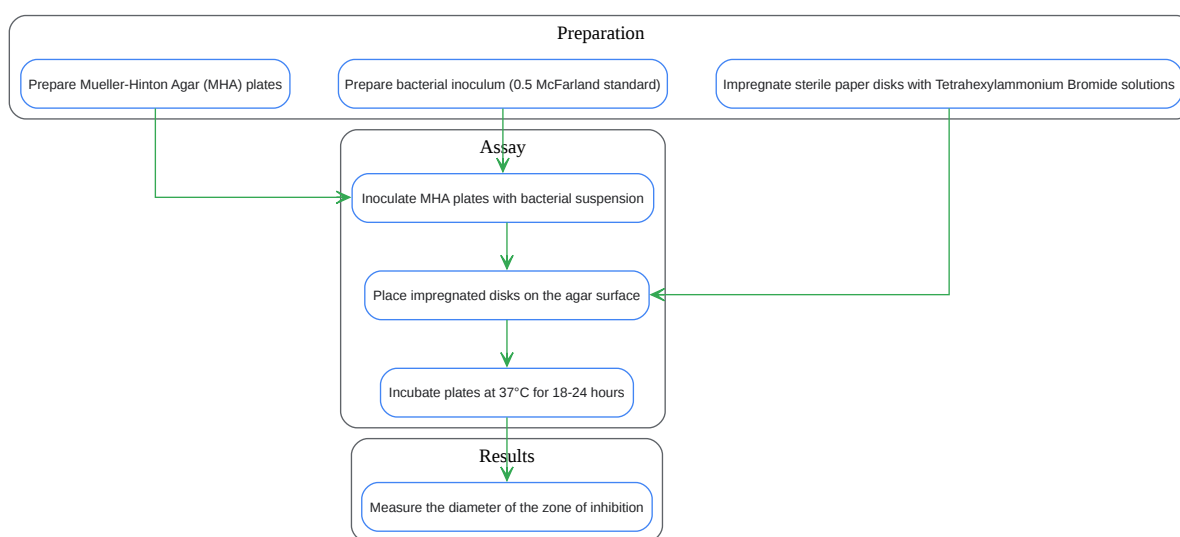 Preparation
Prepare Mueller-Hinton Agar (MHA) plates
Prepare bacterial inoculum (0.5 McFarland standard)
Impregnate sterile paper disks with Tetrahexylammonium Bromide solutions
Assay
Inoculate MHA plates with bacterial suspension
Place impregnated disks on the agar surface
Incubate plates at 37°C for 18-24 hours
Results
Measure the diameter of the zone of inhibition